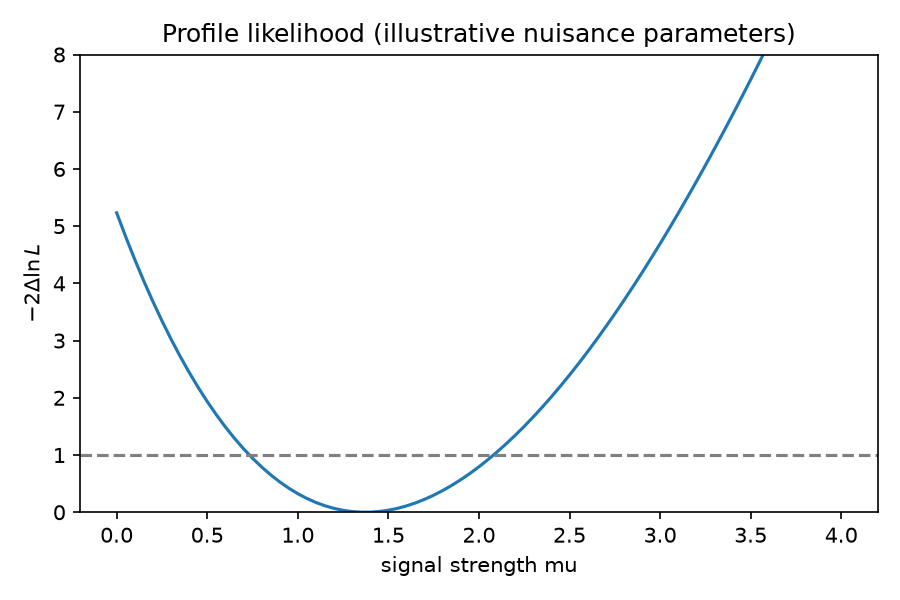 Profile likelihood (illustrative nuisance parameters)
8
7
6
5
4
3
2
1
0
−2Δln L
0.0 0.5 1.0 1.5 2.0 2.5 3.0 3.5 4.0
signal strength mu